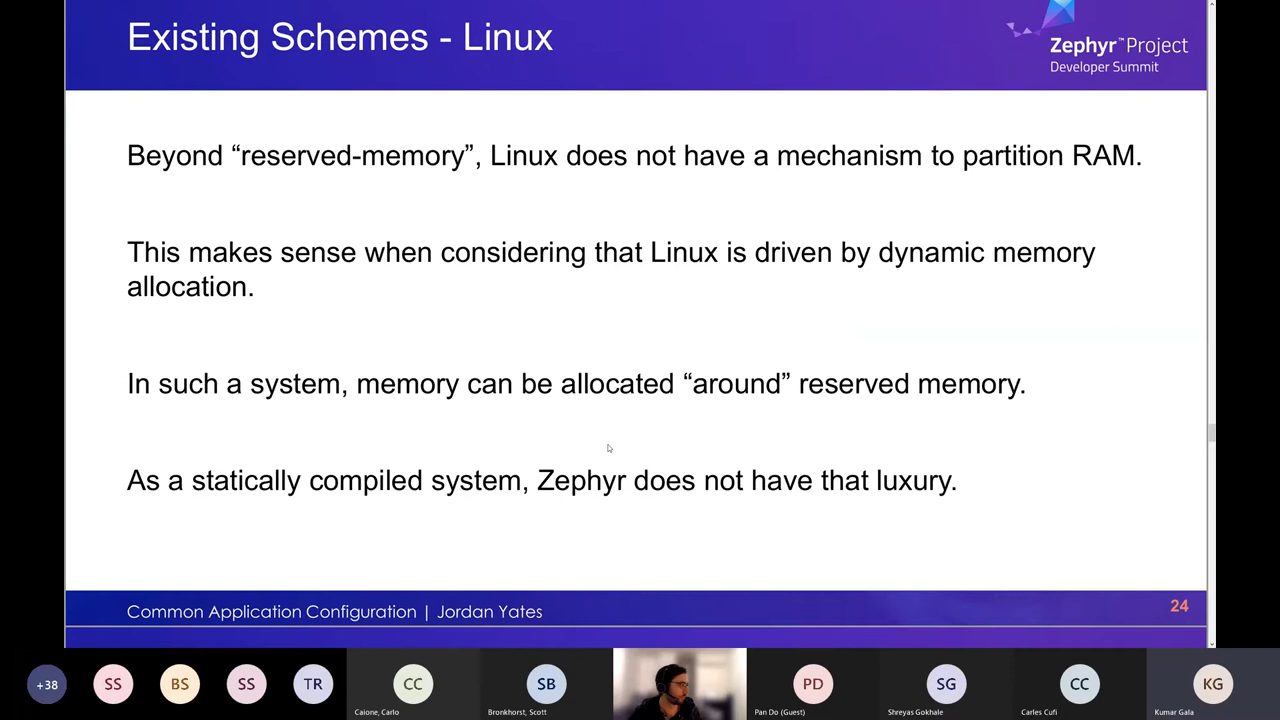 Existing Schemes - Linux
Zephyr™Project
Developer Summit
Beyond “reserved-memory”, Linux does not have a mechanism to partition RAM.
This makes sense when considering that Linux is driven by dynamic memory
allocation.
In such a system, memory can be allocated “around” reserved memory.
As a statically compiled system, Zephyr does not have that luxury.
Common Application Configuration | Jordan Yates
24
+38
SS
BS
SS
TR
CC
SB
PD
SG
CC
KG
Caione, Carlo
Bronkhorst, Scott
Pan Do (Guest)
Shreyas Gokhale
Carles Cufi
Kumar Gala